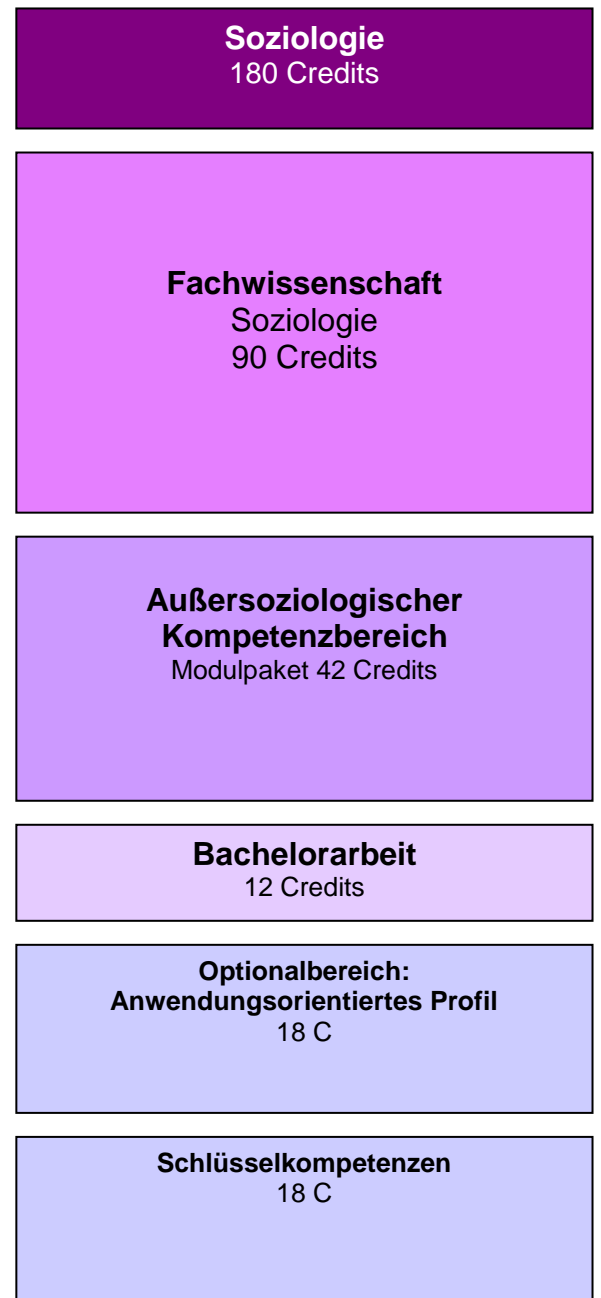 Soziologie
180 Credits
Fachwissenschaft
Soziologie
90 Credits
Außersoziologischer
Kompetenzbereich
Modulpaket 42 Credits
Bachelorarbeit
12 Credits
Optionalbereich:
Anwendungsorientiertes Profil
18 C
Schlüsselkompetenzen
18 C